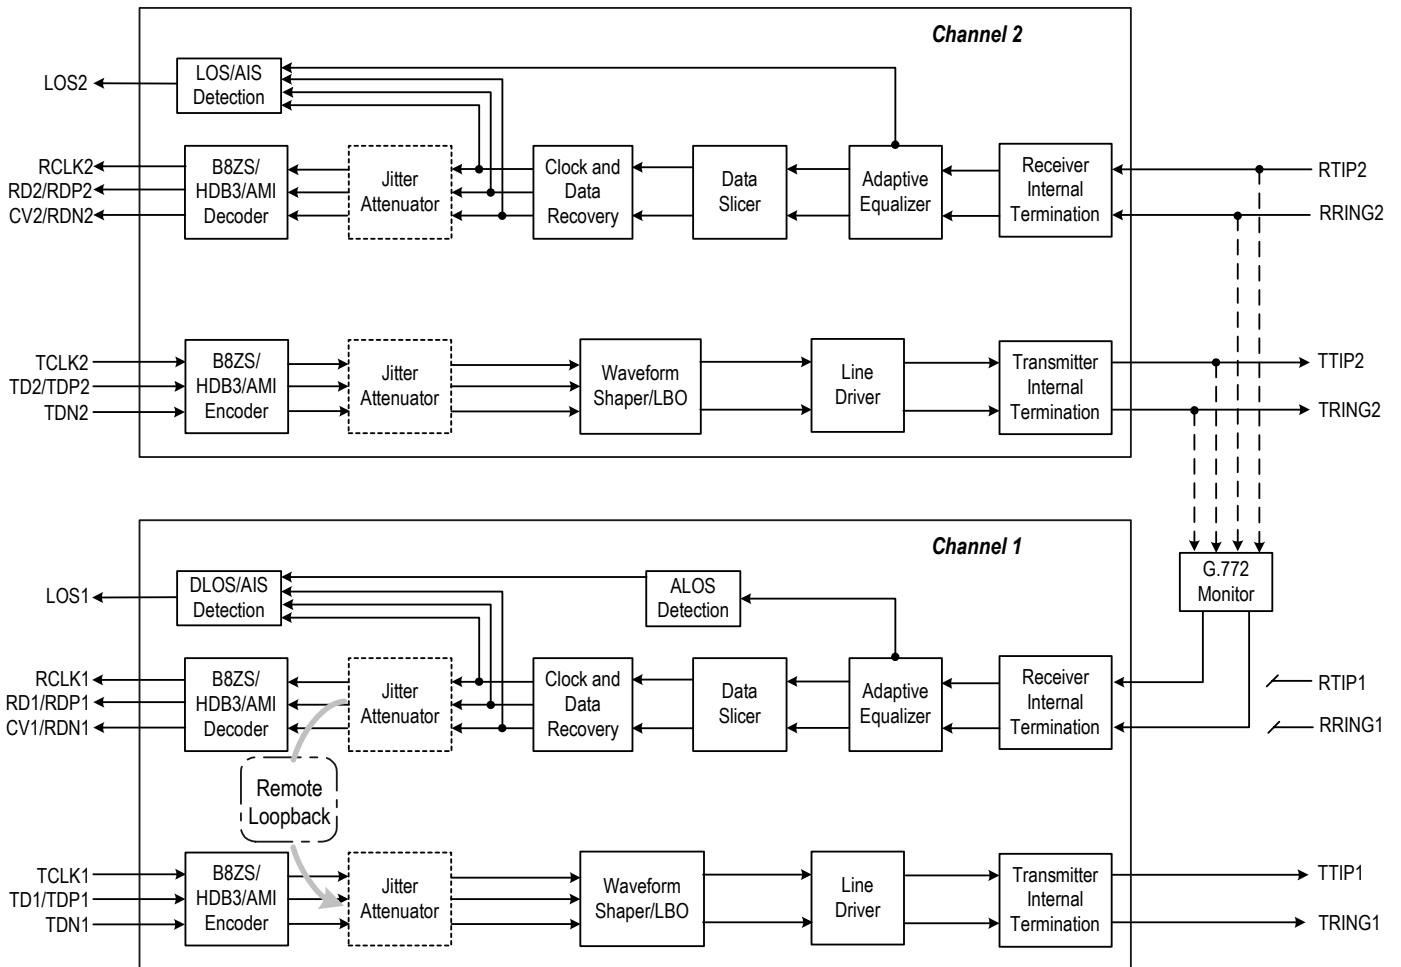 Channel 2
LOS2
LOS/AIS
Detection
RCLK2
RD2/RDP2
CV2/RDN2
B8ZS/
HDB3/AMI
Decoder
Jitter
Attenuator
Clock and
Data
Recovery
Data
Slicer
Adaptive
Equalizer
Receiver
Internal
Termination
RTIP2
RRING2
TCLK2
TD2/TDP2
TDN2
B8ZS/
HDB3/AMI
Encoder
Jitter
Attenuator
Waveform
Shaper/LBO
Line
Driver
Transmitter
Internal
Termination
TTIP2
TRING2
Channel 1
G.772
Monitor
LOS1
DLOS/AIS
Detection
ALOS
Detection
RCLK1
RD1/RDP1
CV1/RDN1
B8ZS/
HDB3/AMI
Decoder
Jitter
Attenuator
Clock and
Data
Recovery
Data
Slicer
Adaptive
Equalizer
Receiver
Internal
Termination
RTIP1
RRING1
Remote
Loopback
TCLK1
TD1/TDP1
TDN1
B8ZS/
HDB3/AMI
Encoder
Jitter
Attenuator
Waveform
Shaper/LBO
Line
Driver
Transmitter
Internal
Termination
TTIP1
TRING1